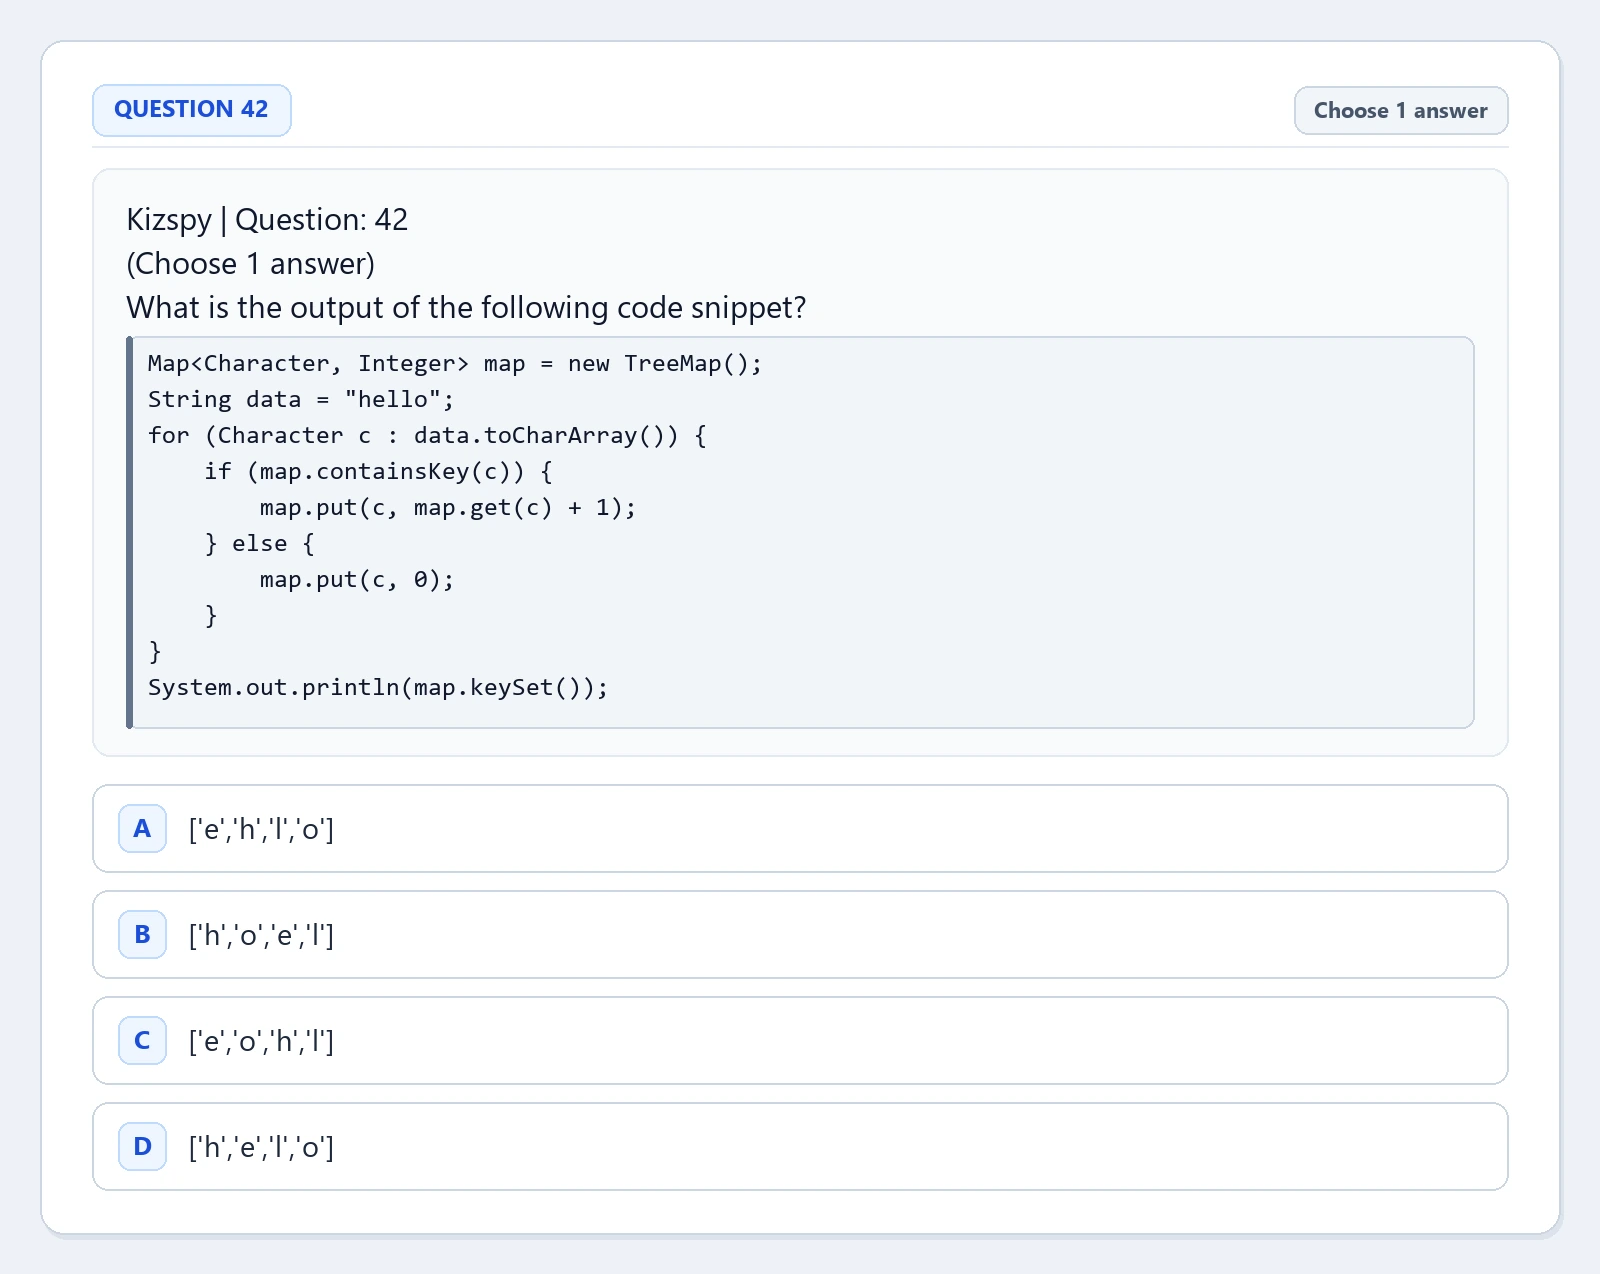 QUESTION 42
Choose 1 answer
Kizspy | Question: 42
(Choose 1 answer)
What is the output of the following code snippet?
Map<Character, Integer> map = new TreeMap();
String data = "hello";
for (Character c : data.toCharArray()) {
    if (map.containsKey(c)) {
        map.put(c, map.get(c) + 1);
    } else {
        map.put(c, 0);
    }
}
System.out.println(map.keySet());
A ['e','h','l','o']
B ['h','o','e','l']
C ['e','o','h','l']
D ['h','e','l','o']